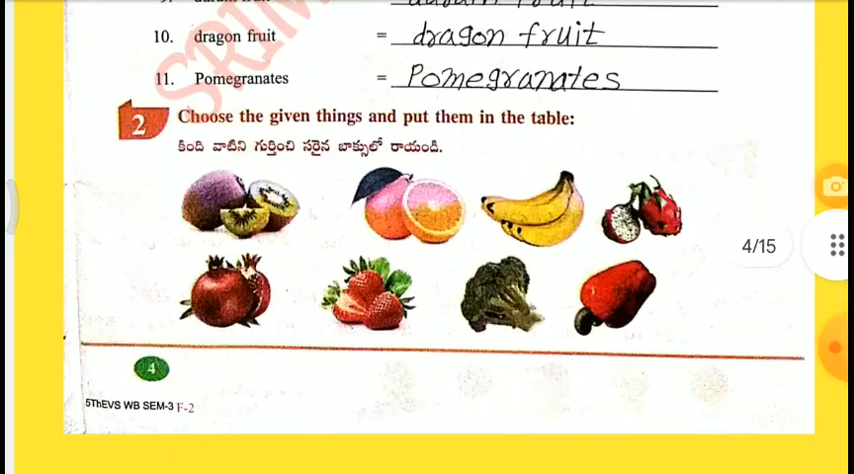 10. dragon fruit = dragon fruit
11. Pomegranates = Pomegranates
2 Choose the given things and put them in the table:
కింది వాటిని గుర్తించి సరైన బాక్సులో రాయండి.
4/15
4
5ThEVS WB SEM-3 F-2